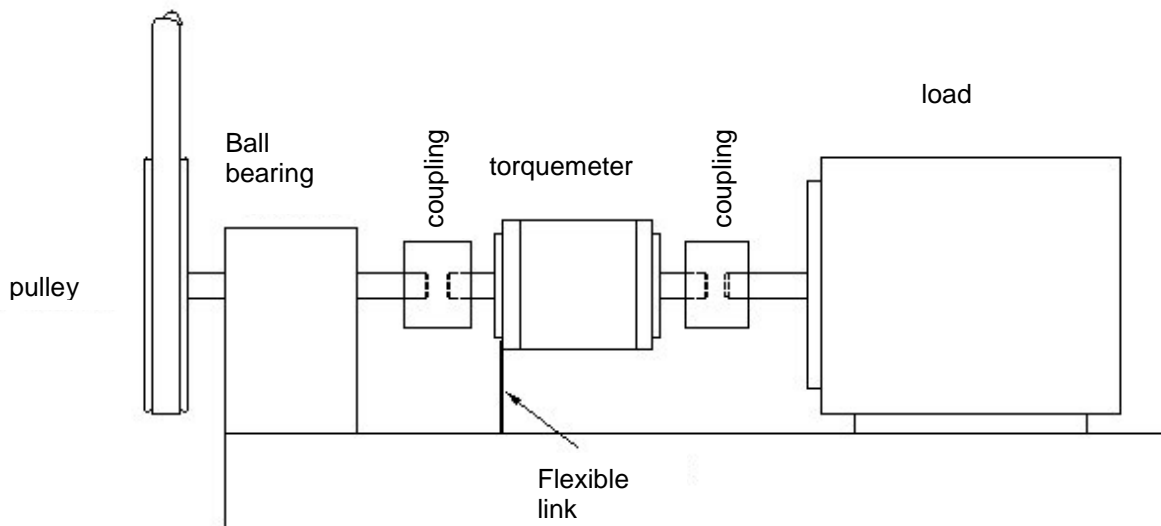 load
Ball
bearing
coupling
torquemeter
coupling
pulley
Flexible
link